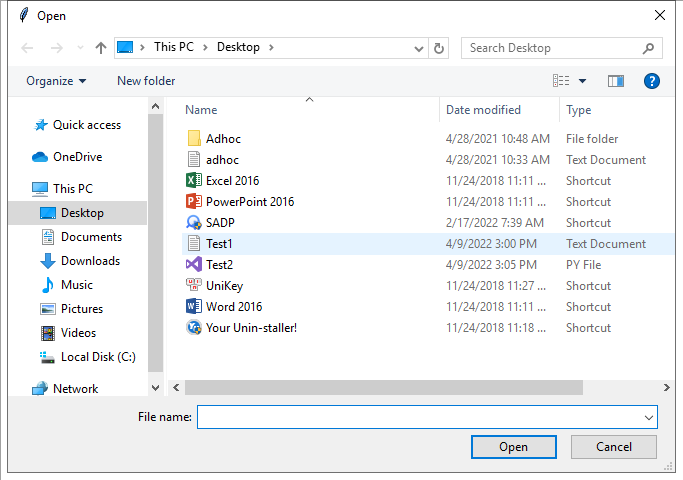 Open
This PC > Desktop >
Search Desktop
Organize New folder
Name Date modified Type
Quick access
OneDrive
This PC
Desktop
Documents
Downloads
Music
Pictures
Videos
Local Disk (C:)
Network
Adhoc 4/28/2021 10:48 AM File folder
adhoc 4/28/2021 10:33 AM Text Document
Excel 2016 11/24/2018 11:11 ... Shortcut
PowerPoint 2016 11/24/2018 11:11 ... Shortcut
SADP 2/17/2022 7:39 AM Shortcut
Test1 4/9/2022 3:00 PM Text Document
Test2 4/9/2022 3:05 PM PY File
UniKey 11/24/2018 11:27 ... Shortcut
Word 2016 11/24/2018 11:11 ... Shortcut
Your Unin-staller! 11/24/2018 11:18 ... Shortcut
File name:
Open Cancel